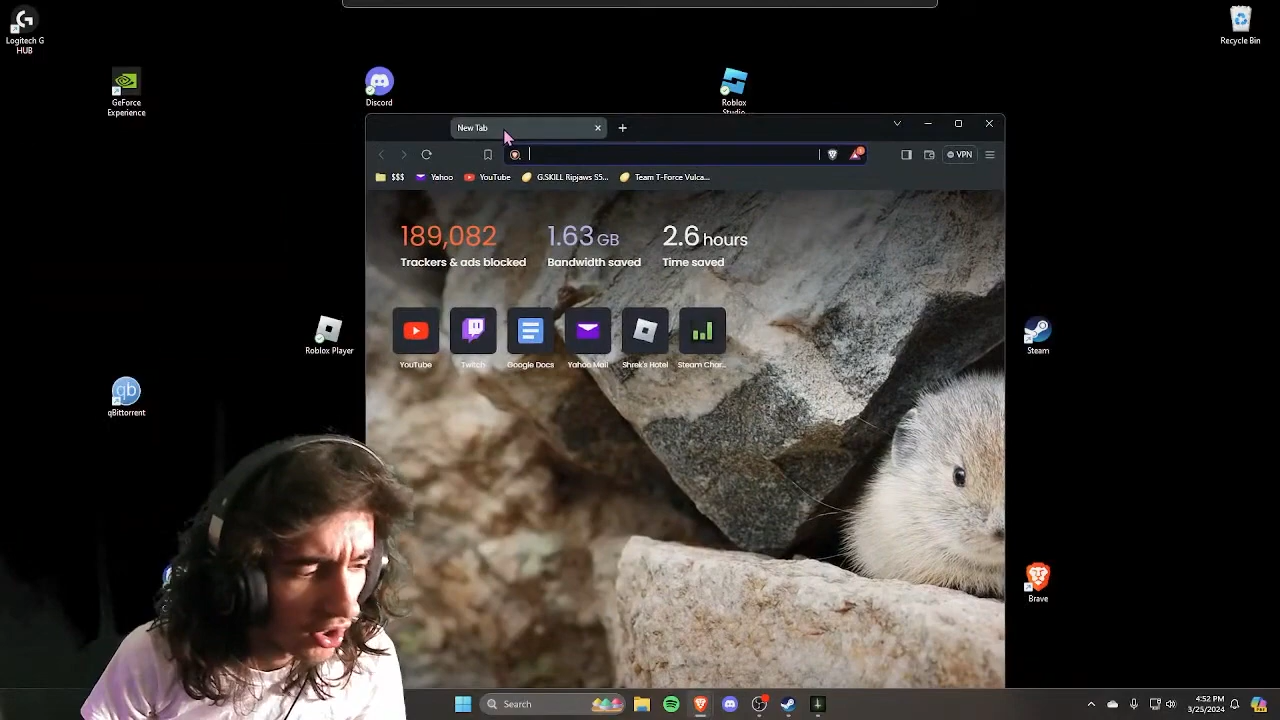 Logitech G
HUB
Recycle Bin
GeForce
Experience
Discord
Roblox
Studio
New Tab
VPN
$$$
Yahoo
YouTube
G.SKILL Ripjaws S5...
Team T-Force Vulca...
189,082
Trackers & ads blocked
1.63 GB
Bandwidth saved
2.6 hours
Time saved
YouTube
Twitch
Google Docs
Yahoo Mail
Shrek's Hotel
Steam Char...
Roblox Player
Steam
qb
qBittorrent
Brave
Search
4:52 PM
3/25/2024